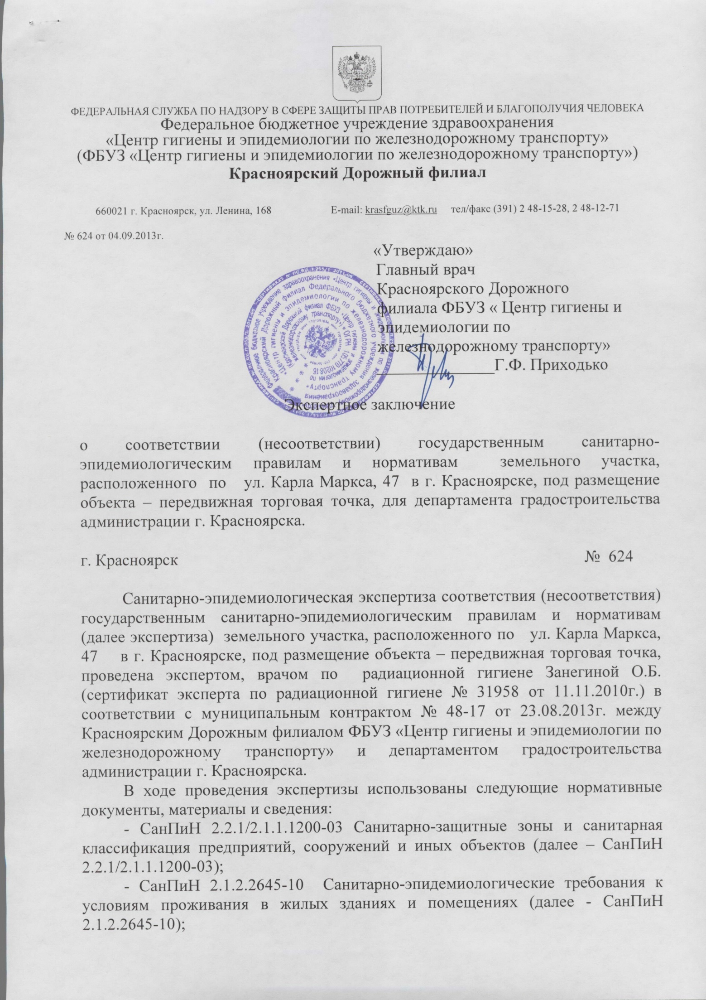 ФЕДЕРАЛЬНАЯ СЛУЖБА ПО НАДЗОРУ В СФЕРЕ ЗАЩИТЫ ПРАВ ПОТРЕБИТЕЛЕЙ И БЛАГОПОЛУЧИЯ ЧЕЛОВЕКА
Федеральное бюджетное учреждение здравоохранения
«Центр гигиены и эпидемиологии по железнодорожному транспорту»
(ФБУЗ «Центр гигиены и эпидемиологии по железнодорожному транспорту»)
Красноярский Дорожный филиал
660021 г. Красноярск, ул. Ленина, 168 E-mail: krasfguz@ktk.ru тел/факс (391) 2 48-15-28, 2 48-12-71
№ 624 от 04.09.2013г.
«Утверждаю»
Главный врач
Красноярского Дорожного
филиала ФБУЗ « Центр гигиены и
эпидемиологии по
железнодорожному транспорту»
Г.Ф. Приходько
Экспертное заключение
о соответствии (несоответствии) государственным санитарно-
эпидемиологическим правилам и нормативам земельного участка,
расположенного по ул. Карла Маркса, 47 в г. Красноярске, под размещение
объекта – передвижная торговая точка, для департамента градостроительства
администрации г. Красноярска.
г. Красноярск № 624
Санитарно-эпидемиологическая экспертиза соответствия (несоответствия)
государственным санитарно-эпидемиологическим правилам и нормативам
(далее экспертиза) земельного участка, расположенного по ул. Карла Маркса,
47 в г. Красноярске, под размещение объекта – передвижная торговая точка,
проведена экспертом, врачом по радиационной гигиене Занегиной О.Б.
(сертификат эксперта по радиационной гигиене № 31958 от 11.11.2010г.) в
соответствии с муниципальным контрактом № 48-17 от 23.08.2013г. между
Красноярским Дорожным филиалом ФБУЗ «Центр гигиены и эпидемиологии по
железнодорожному транспорту» и департаментом градостроительства
администрации г. Красноярска.
В ходе проведения экспертизы использованы следующие нормативные
документы, материалы и сведения:
- СанПиН 2.2.1/2.1.1.1200-03 Санитарно-защитные зоны и санитарная
классификация предприятий, сооружений и иных объектов (далее – СанПиН
2.2.1/2.1.1.1200-03);
- СанПиН 2.1.2.2645-10 Санитарно-эпидемиологические требования к
условиям проживания в жилых зданиях и помещениях (далее - СанПиН
2.1.2.2645-10);